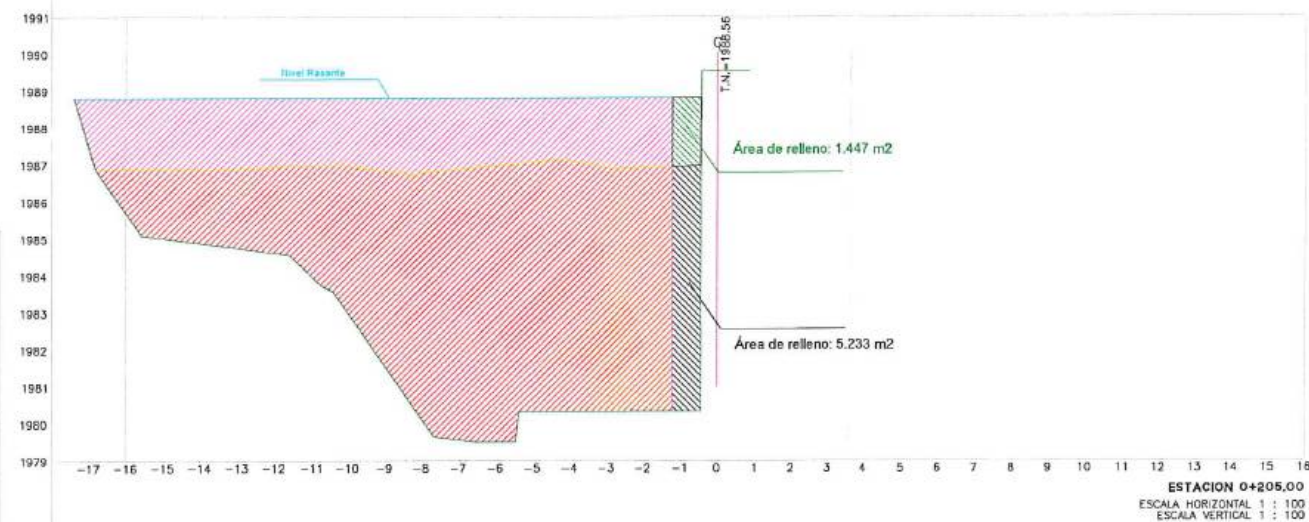 1991
1990
1989
1988
1987
1986
1985
1984
1983
1982
1981
1980
1979
Nivel Rasante
T.N.=1988.56
Área de relleno: 1.447 m2
Área de relleno: 5.233 m2
-17 -16 -15 -14 -13 -12 -11 -10 -9 -8 -7 -6 -5 -4 -3 -2 -1 0 1 2 3 4 5 6 7 8 9 10 11 12 13 14 15 16 17 18
ESTACION 0+205,00
ESCALA HORIZONTAL 1 : 100
ESCALA VERTICAL 1 : 100